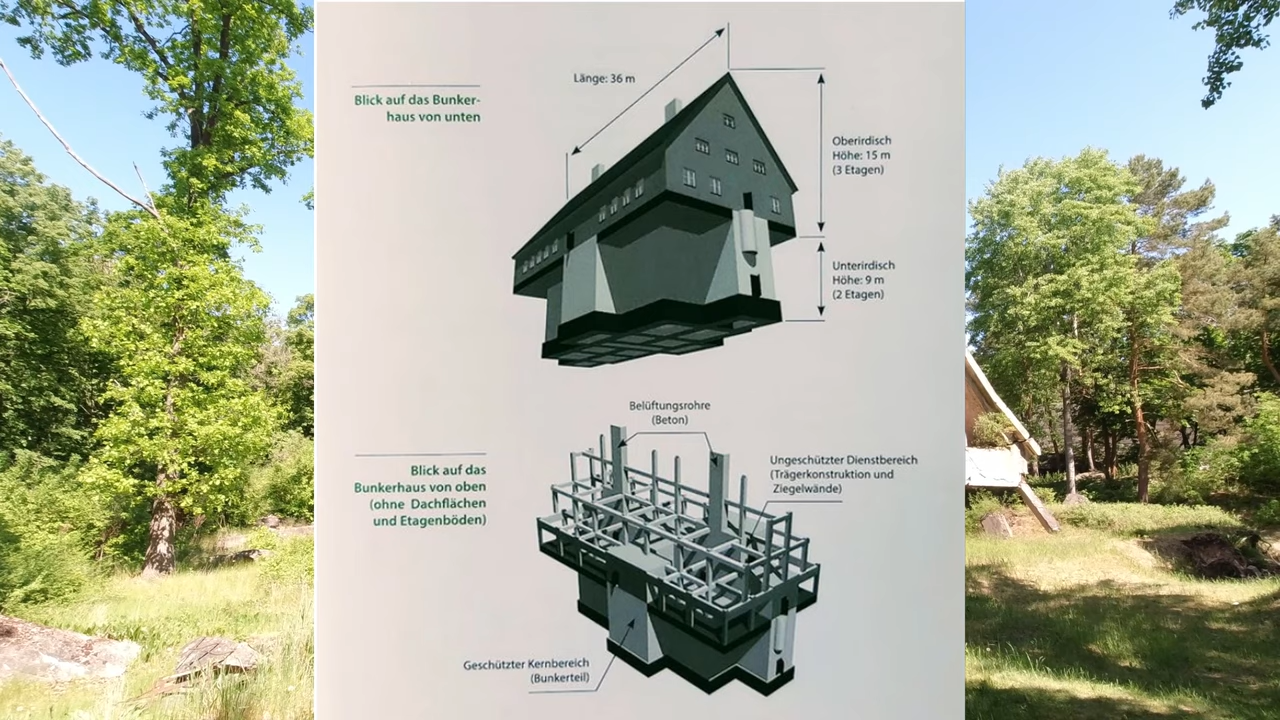 Länge: 36 m
Blick auf das Bunker-
haus von unten
Oberirdisch
Höhe: 15 m
(3 Etagen)
Unterirdisch
Höhe: 9 m
(2 Etagen)
Belüftungsrohre
(Beton)
Blick auf das
Bunkerhaus von oben
(ohne Dachflächen
und Etagenböden)
Ungeschützter Dienstbereich
(Trägerkonstruktion und
Ziegelwände)
Geschützter Kernbereich
(Bunkerteil)